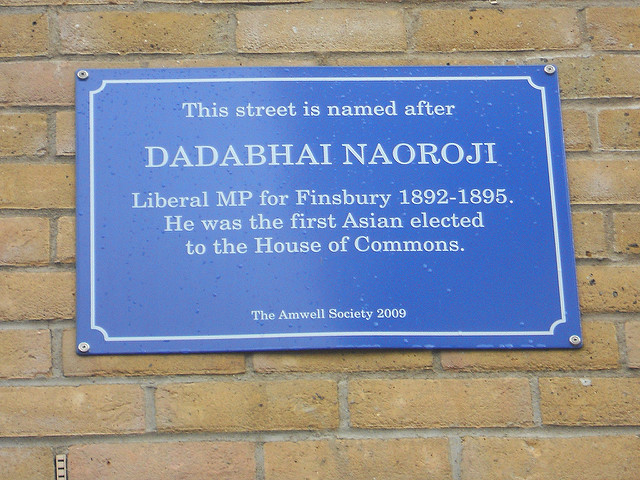 This street is named after
DADABHAI NAOROJI
Liberal MP for Finsbury 1892-1895.
He was the first Asian elected
to the House of Commons.
The Amwell Society 2009